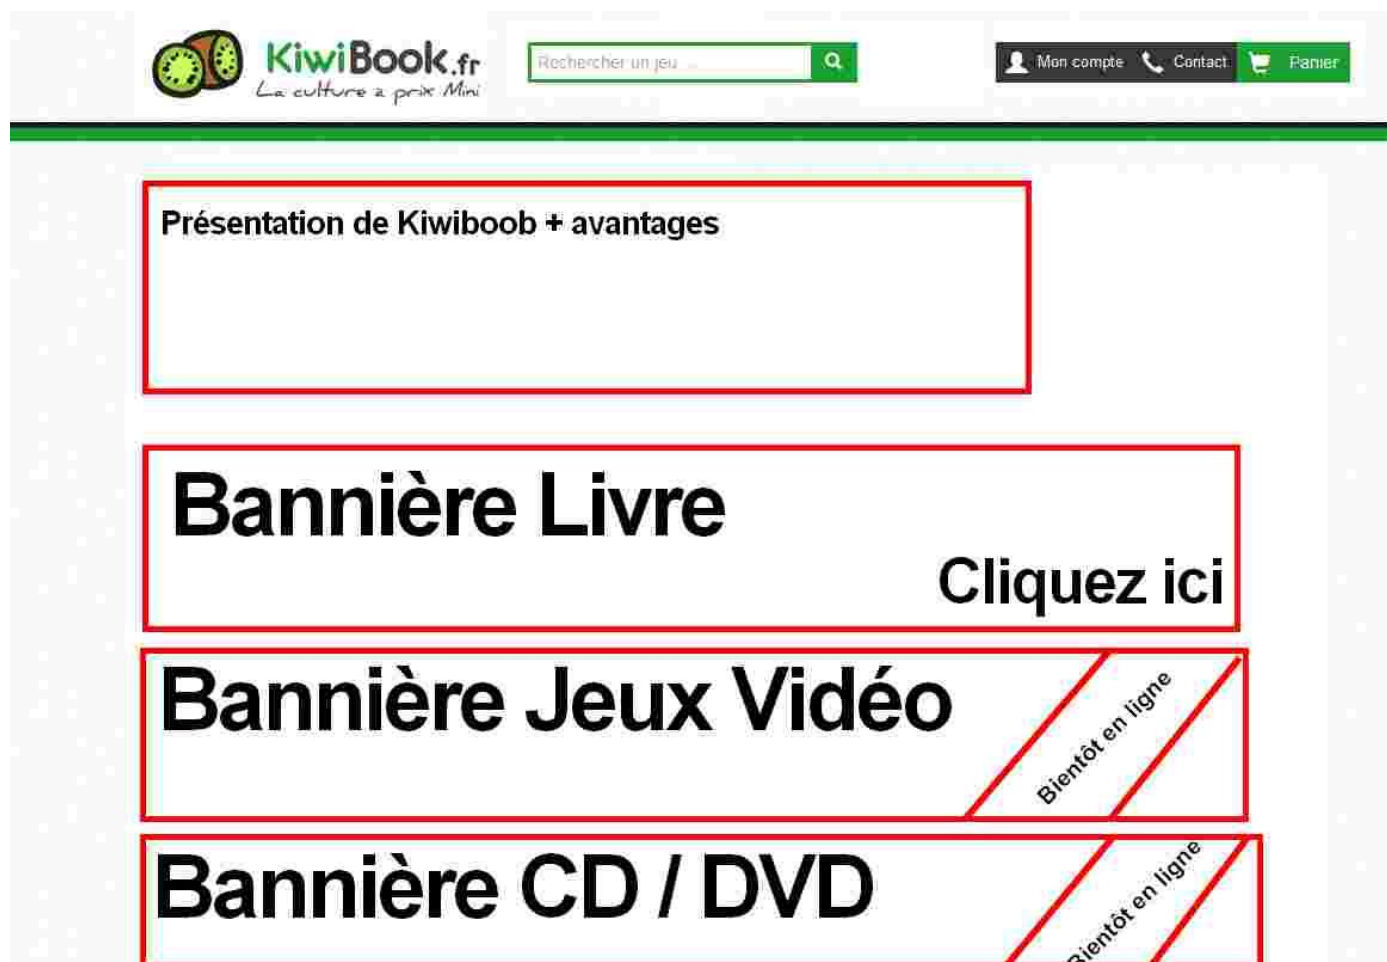 KiwiBook.fr
La culture a prix Mini
Rechercher un jeu ...
Mon compte
Contact
Panier
Présentation de Kiwiboob + avantages
Bannière Livre
Cliquez ici
Bannière Jeux Vidéo
Bientôt en ligne
Bannière CD / DVD
Bientôt en ligne